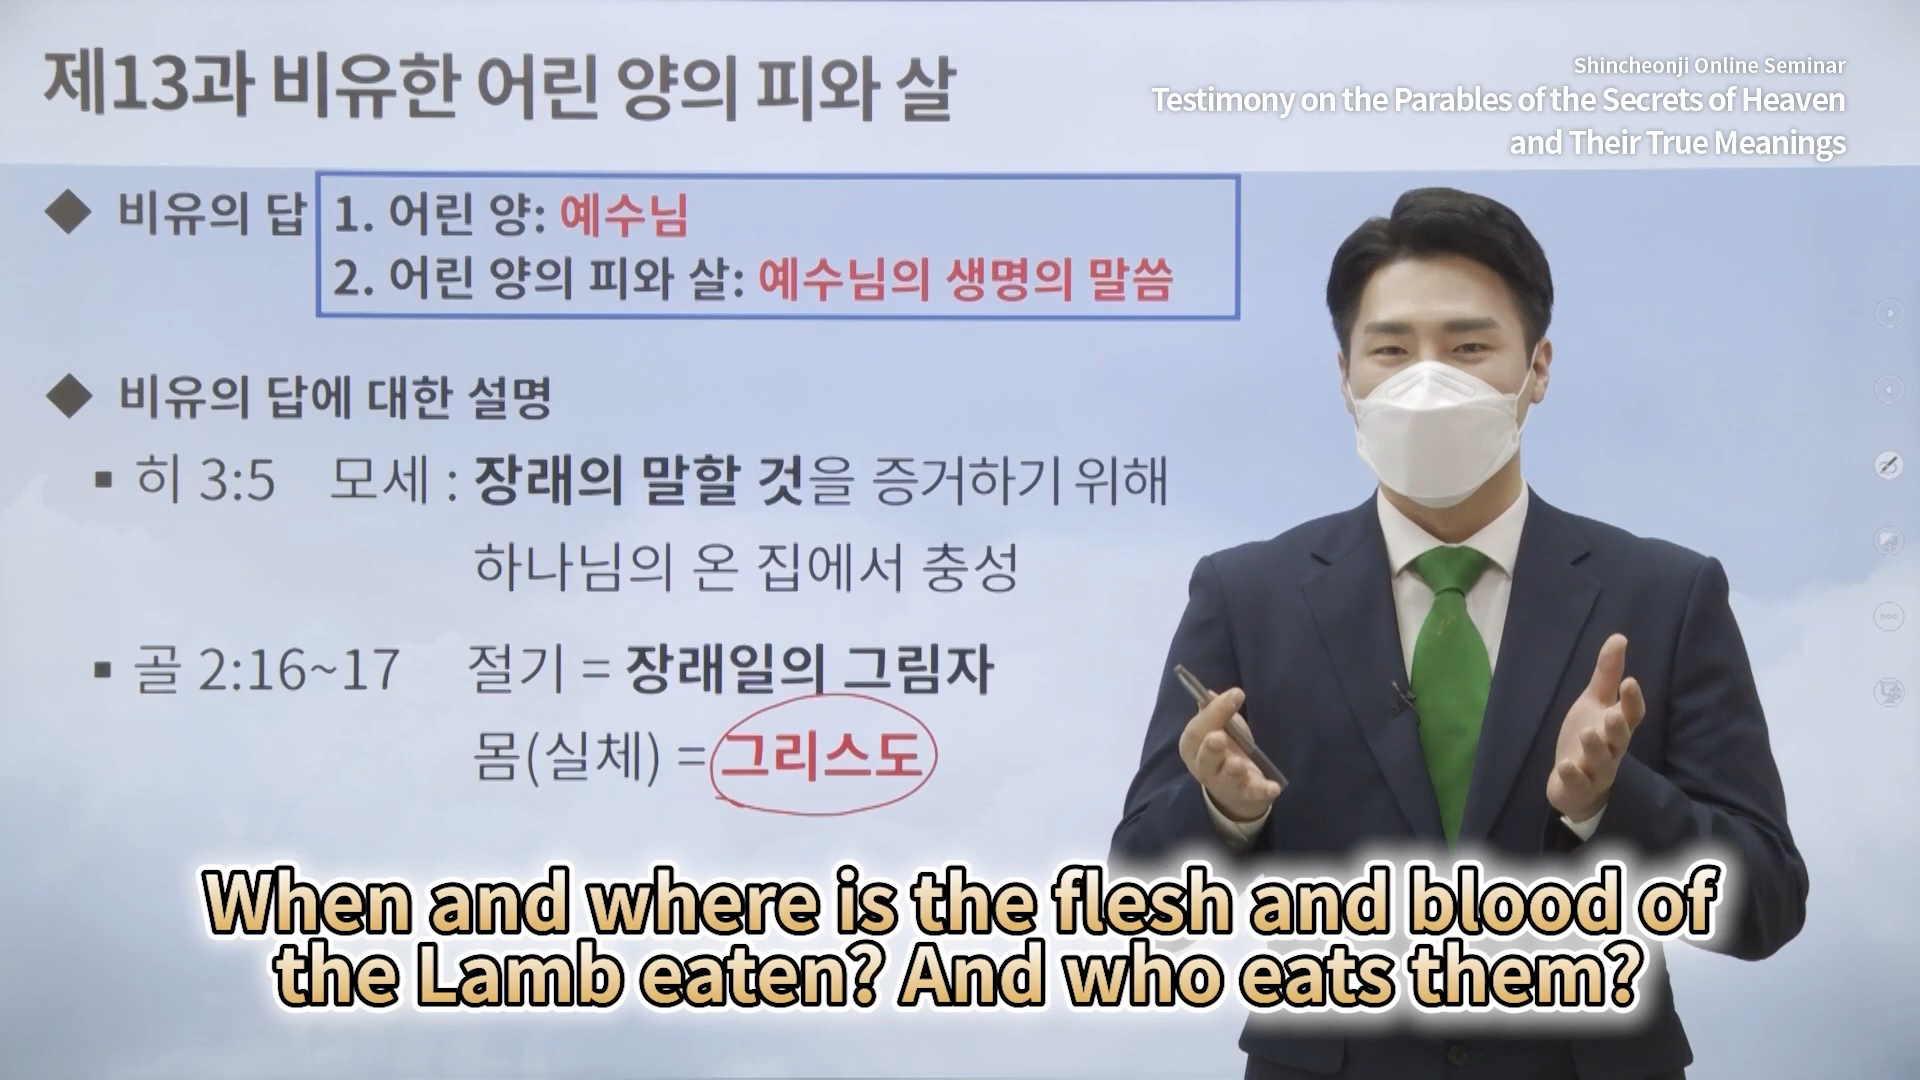 제13과 비유한 어린 양의 피와 살
Shincheonji Online Seminar
Testimony on the Parables of the Secrets of Heaven
and Their True Meanings
◆ 비유의 답
1. 어린 양: 예수님
2. 어린 양의 피와 살: 예수님의 생명의 말씀
◆ 비유의 답에 대한 설명
▪ 히 3:5 모세 : 장래의 말할 것을 증거하기 위해
하나님의 온 집에서 충성
▪ 골 2:16~17 절기 = 장래일의 그림자
몸(실체) = 그리스도
When and where is the flesh and blood of
the Lamb eaten? And who eats them?